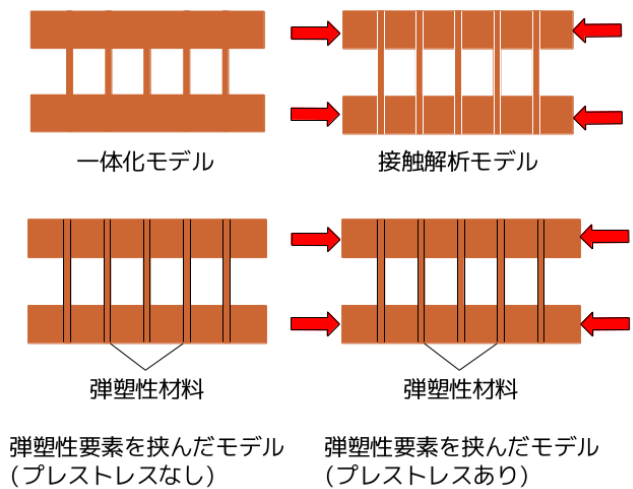 一体化モデル
接触解析モデル
弾塑性材料
弾塑性材料
弾塑性要素を挟んだモデル
(プレストレスなし)
弾塑性要素を挟んだモデル
(プレストレスあり)